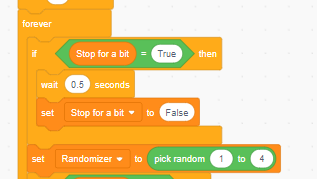 forever
if Stop for a bit = True then
wait 0.5 seconds
set Stop for a bit to False
set Randomizer to pick random 1 to 4